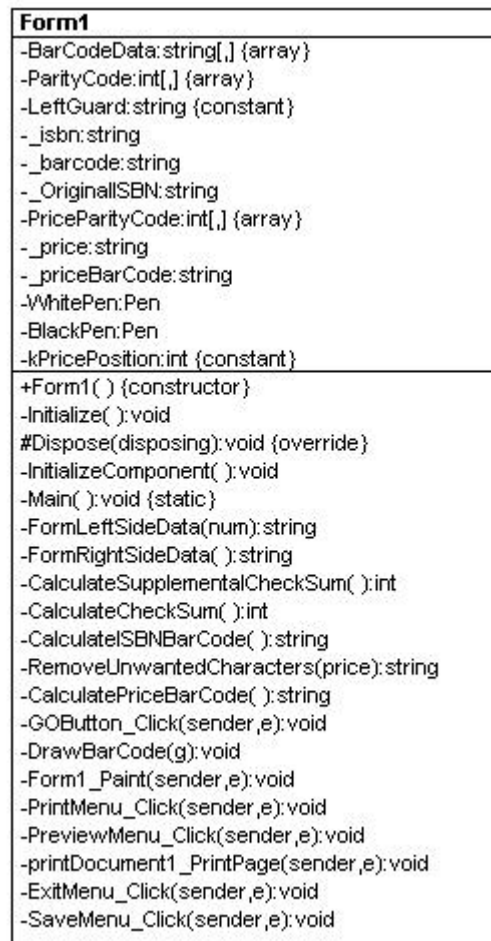 Form1
-BarCodeData:string[,] {array}
-ParityCode:int[,] {array}
-LeftGuard:string {constant}
-_isbn:string
-_barcode:string
-_OriginalISBN:string
-PriceParityCode:int[,] {array}
-_price:string
-_priceBarCode:string
-WhitePen:Pen
-BlackPen:Pen
-kPricePosition:int {constant}
+Form1( ) {constructor}
-Initialize( ):void
#Dispose(disposing):void {override}
-InitializeComponent( ):void
-Main( ):void {static}
-FormLeftSideData(num):string
-FormRightSideData( ):string
-CalculateSupplementalCheckSum( ):int
-CalculateCheckSum( ):int
-CalculateISBNBarCode( ):string
-RemoveUnwantedCharacters(price):string
-CalculatePriceBarCode( ):string
-GOButton_Click(sender,e):void
-DrawBarCode(g):void
-Form1_Paint(sender,e):void
-PrintMenu_Click(sender,e):void
-PreviewMenu_Click(sender,e):void
-printDocument1_PrintPage(sender,e):void
-ExitMenu_Click(sender,e):void
-SaveMenu_Click(sender,e):void